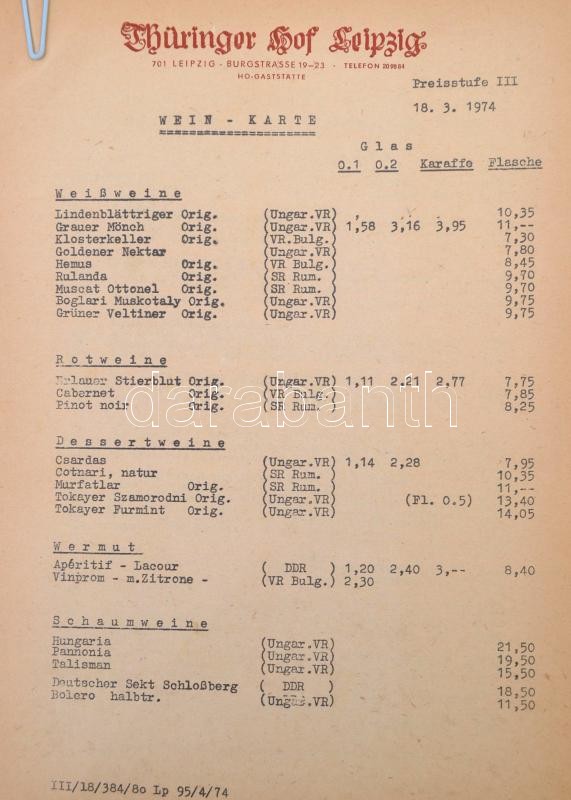 Thüringer Hof Leipzig
701 LEIPZIG · BURGSTRASSE 19–23 · TELEFON 209884
HO-GASTSTÄTTE
Preisstufe III
18. 3. 1974
WEIN - KARTE
Glas
0.1 0.2 Karaffe Flasche
Weißweine
Lindenblättriger Orig. (Ungar.VR) 10,35
Grauer Mönch Orig. (Ungar.VR) 1,58 3,16 3,95 11,--
Klosterkeller Orig. (VR.Bulg.) 7,30
Goldener Nektar (Ungar.VR) 7,80
Hemus Orig. (VR Bulg.) 8,45
Rulanda Orig. (SR Rum.) 9,70
Muscat Ottonel Orig. (SR Rum.) 9,70
Boglari Muskotaly Orig. (Ungar.VR) 9,75
Grüner Veltiner Orig. (Ungar.VR) 9,75
Rotweine
Erlauer Stierblut Orig. (Ungar.VR) 1,11 2.21 2,77 7,75
Cabernet Orig. (VR Bulg.) 7,85
Pinot noir Orig. (SR Rum.) 8,25
darabanth
Dessertweine
Csardas (Ungar.VR) 1,14 2,28 7,95
Cotnari, natur (SR Rum.) 10,35
Murfatlar Orig. (SR Rum.) 11,--
Tokayer Szamorodni Orig. (Ungar.VR) (Fl. 0.5) 13,40
Tokayer Furmint Orig. (Ungar.VR) 14,05
Wermut
Apéritif - Lacour ( DDR ) 1,20 2,40 3,-- 8,40
Vinprom - m.Zitrone - (VR Bulg.) 2,30
Schaumweine
Hungaria (Ungar.VR) 21,50
Pannonia (Ungar.VR) 19,50
Talisman (Ungar.VR) 15,50
Deutscher Sekt Schloßberg ( DDR ) 18,50
Bolero halbtr. (Ungar.VR) 11,50
III/18/384/80 Lp 95/4/74